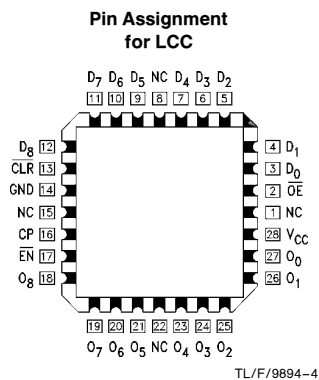 Pin Assignment
for LCC
D7 D6 D5 NC D4 D3 D2
11 10 9 8 7 6 5
D8 12 4 D1
C̅L̅R̅ 13 3 D0
GND 14 2 O̅E̅
NC 15 1 NC
CP 16 28 VCC
E̅N̅ 17 27 O0
O8 18 26 O1
19 20 21 22 23 24 25
O7 O6 O5 NC O4 O3 O2
TL/F/9894–4